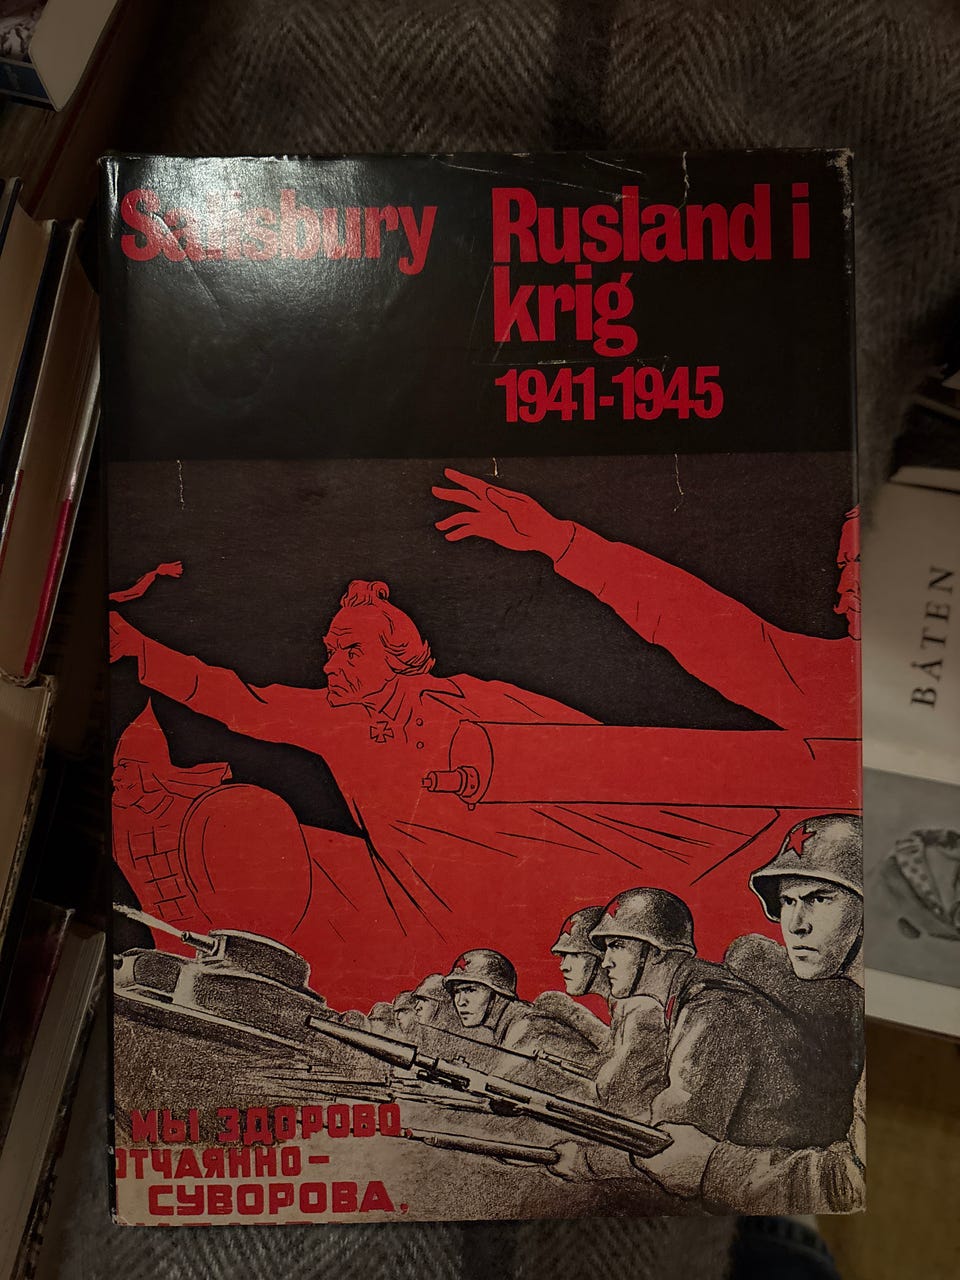 Salisbury
Rusland i
krig
1941-1945
МЫ ЗДОРОВО,
ОТЧАЯННО-
СУВОРОВА,
BÅTEN